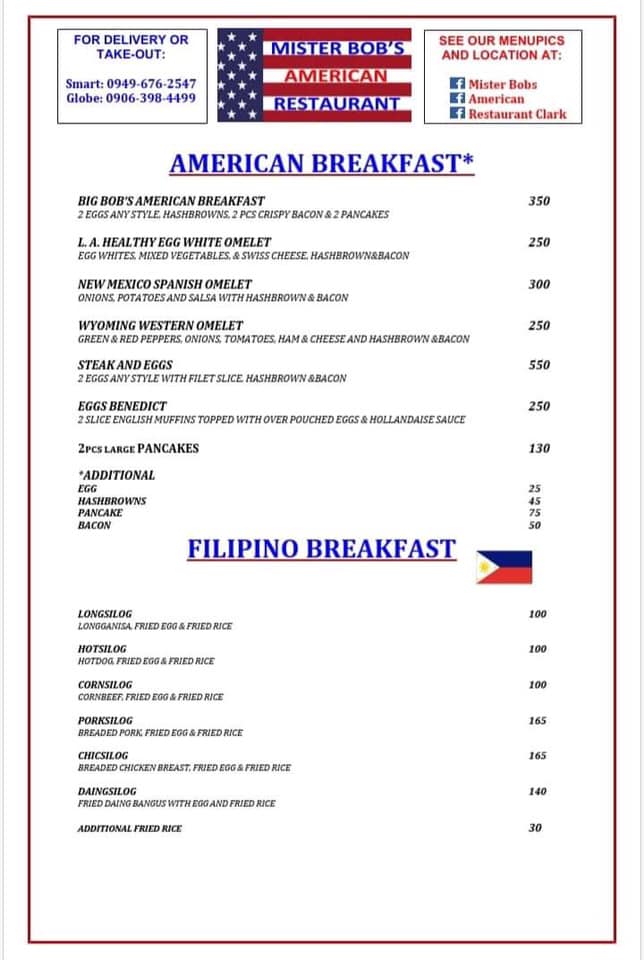 FOR DELIVERY OR
TAKE-OUT:
Smart: 0949-676-2547
Globe: 0906-398-4499
MISTER BOB'S
AMERICAN
RESTAURANT
SEE OUR MENUPICS
AND LOCATION AT:
Mister Bobs
American
Restaurant Clark
AMERICAN BREAKFAST*
BIG BOB'S AMERICAN BREAKFAST 350
2 EGGS ANY STYLE, HASHBROWNS, 2 PCS CRISPY BACON & 2 PANCAKES
L. A. HEALTHY EGG WHITE OMELET 250
EGG WHITES, MIXED VEGETABLES, & SWISS CHEESE, HASHBROWN&BACON
NEW MEXICO SPANISH OMELET 300
ONIONS, POTATOES AND SALSA WITH HASHBROWN & BACON
WYOMING WESTERN OMELET 250
GREEN & RED PEPPERS, ONIONS, TOMATOES, HAM & CHEESE AND HASHBROWN &BACON
STEAK AND EGGS 550
2 EGGS ANY STYLE WITH FILET SLICE, HASHBROWN &BACON
EGGS BENEDICT 250
2 SLICE ENGLISH MUFFINS TOPPED WITH OVER POUCHED EGGS & HOLLANDAISE SAUCE
2PCS LARGE PANCAKES 130
*ADDITIONAL
EGG 25
HASHBROWNS 45
PANCAKE 75
BACON 50
FILIPINO BREAKFAST
LONGSILOG 100
LONGGANISA, FRIED EGG & FRIED RICE
HOTSILOG 100
HOTDOG, FRIED EGG & FRIED RICE
CORNSILOG 100
CORNBEEF, FRIED EGG & FRIED RICE
PORKSILOG 165
BREADED PORK, FRIED EGG & FRIED RICE
CHICSILOG 165
BREADED CHICKEN BREAST, FRIED EGG & FRIED RICE
DAINGSILOG 140
FRIED DAING BANGUS WITH EGG AND FRIED RICE
ADDITIONAL FRIED RICE 30